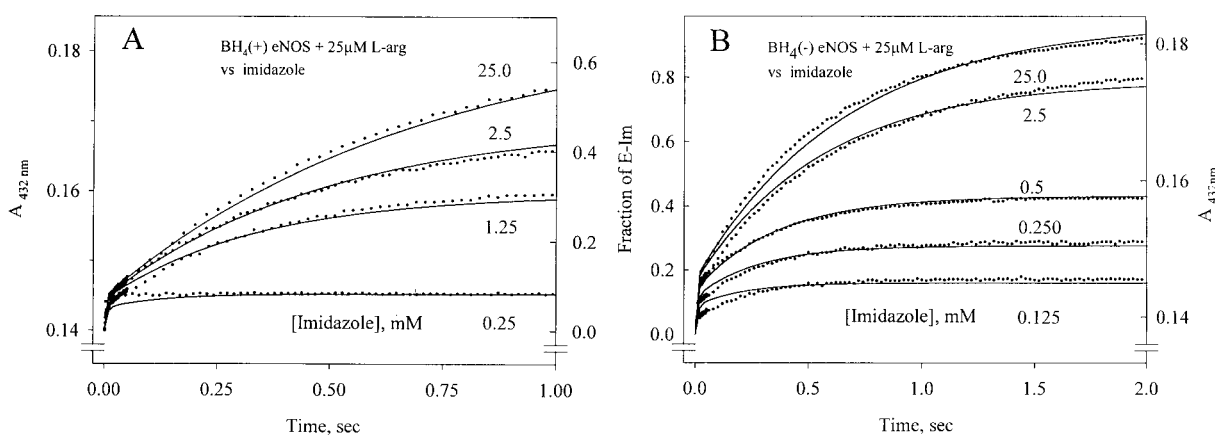 A
BH4(+) eNOS + 25µM L-arg
vs imidazole
0.18
0.16
0.14
A 432 nm
25.0
2.5
1.25
0.25
[Imidazole], mM
0.6
0.4
0.2
0.0
0.00
0.25
0.50
0.75
1.00
Time, sec
Fraction of E-Im
B
BH4(-) eNOS + 25µM L-arg
vs imidazole
0.8
0.6
0.4
0.2
0.0
25.0
2.5
0.5
0.250
0.125
[Imidazole], mM
0.18
0.16
0.14
A 432nm
0.0
0.5
1.0
1.5
2.0
Time, sec